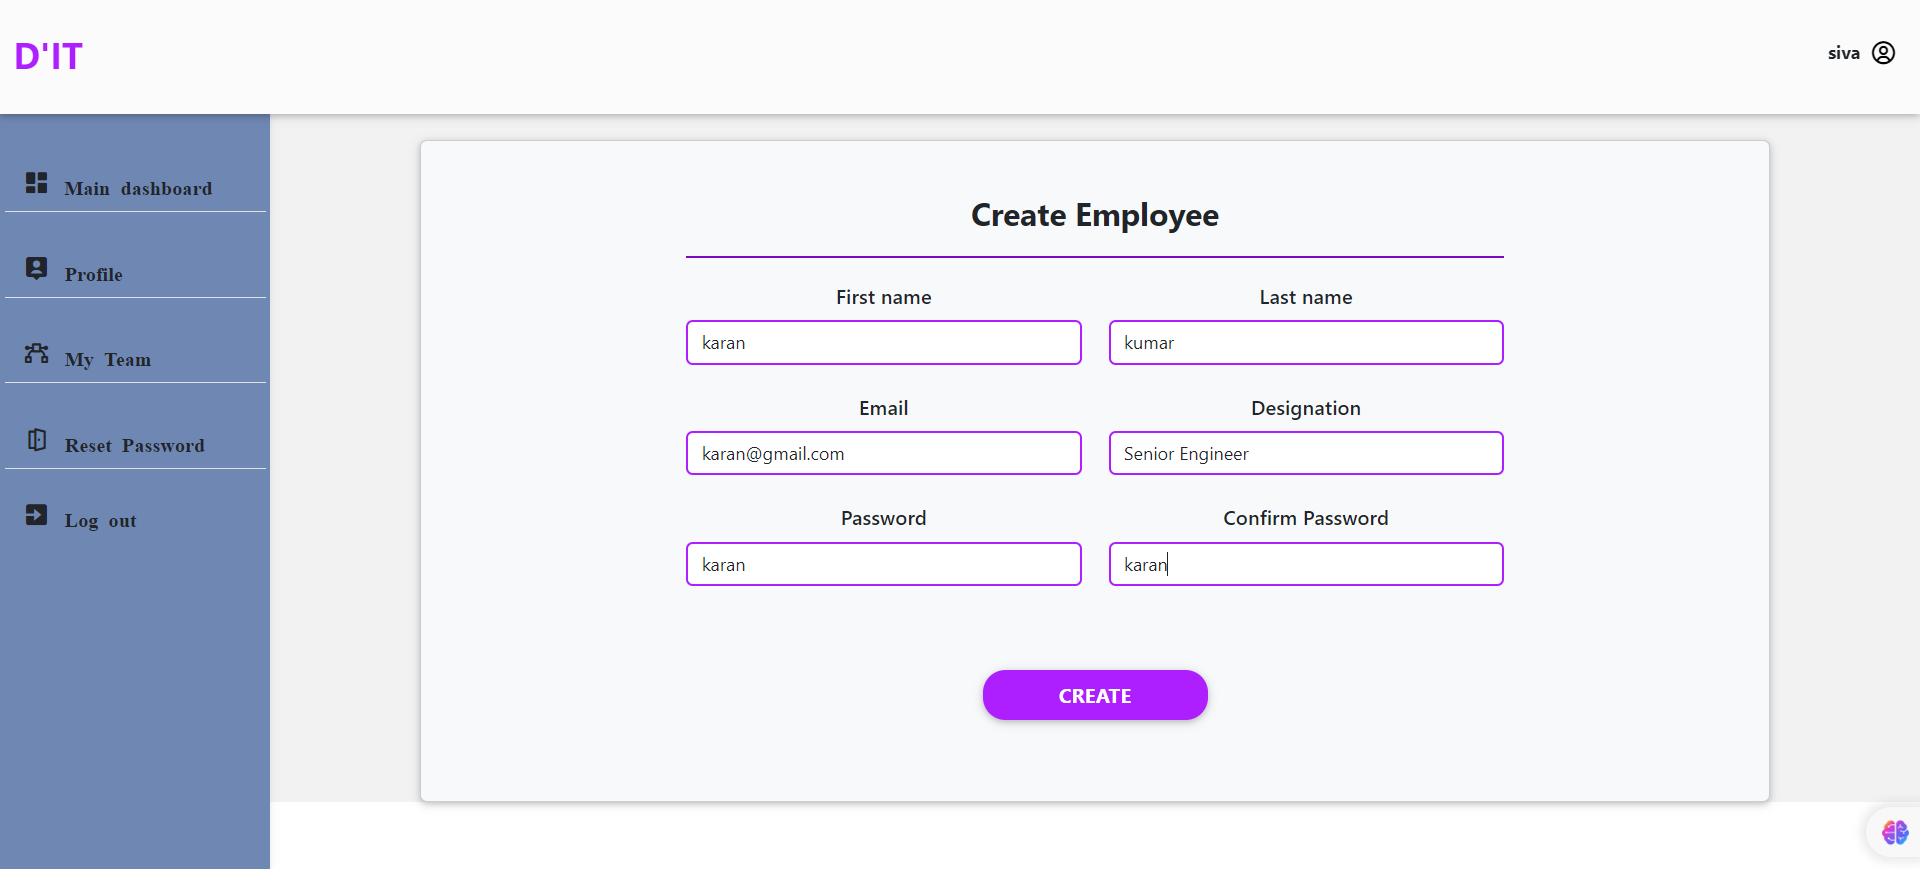 D'IT
siva
Main dashboard
Profile
My Team
Reset Password
Log out
Create Employee
First name
Last name
karan
kumar
Email
Designation
karan@gmail.com
Senior Engineer
Password
Confirm Password
karan
karan
CREATE